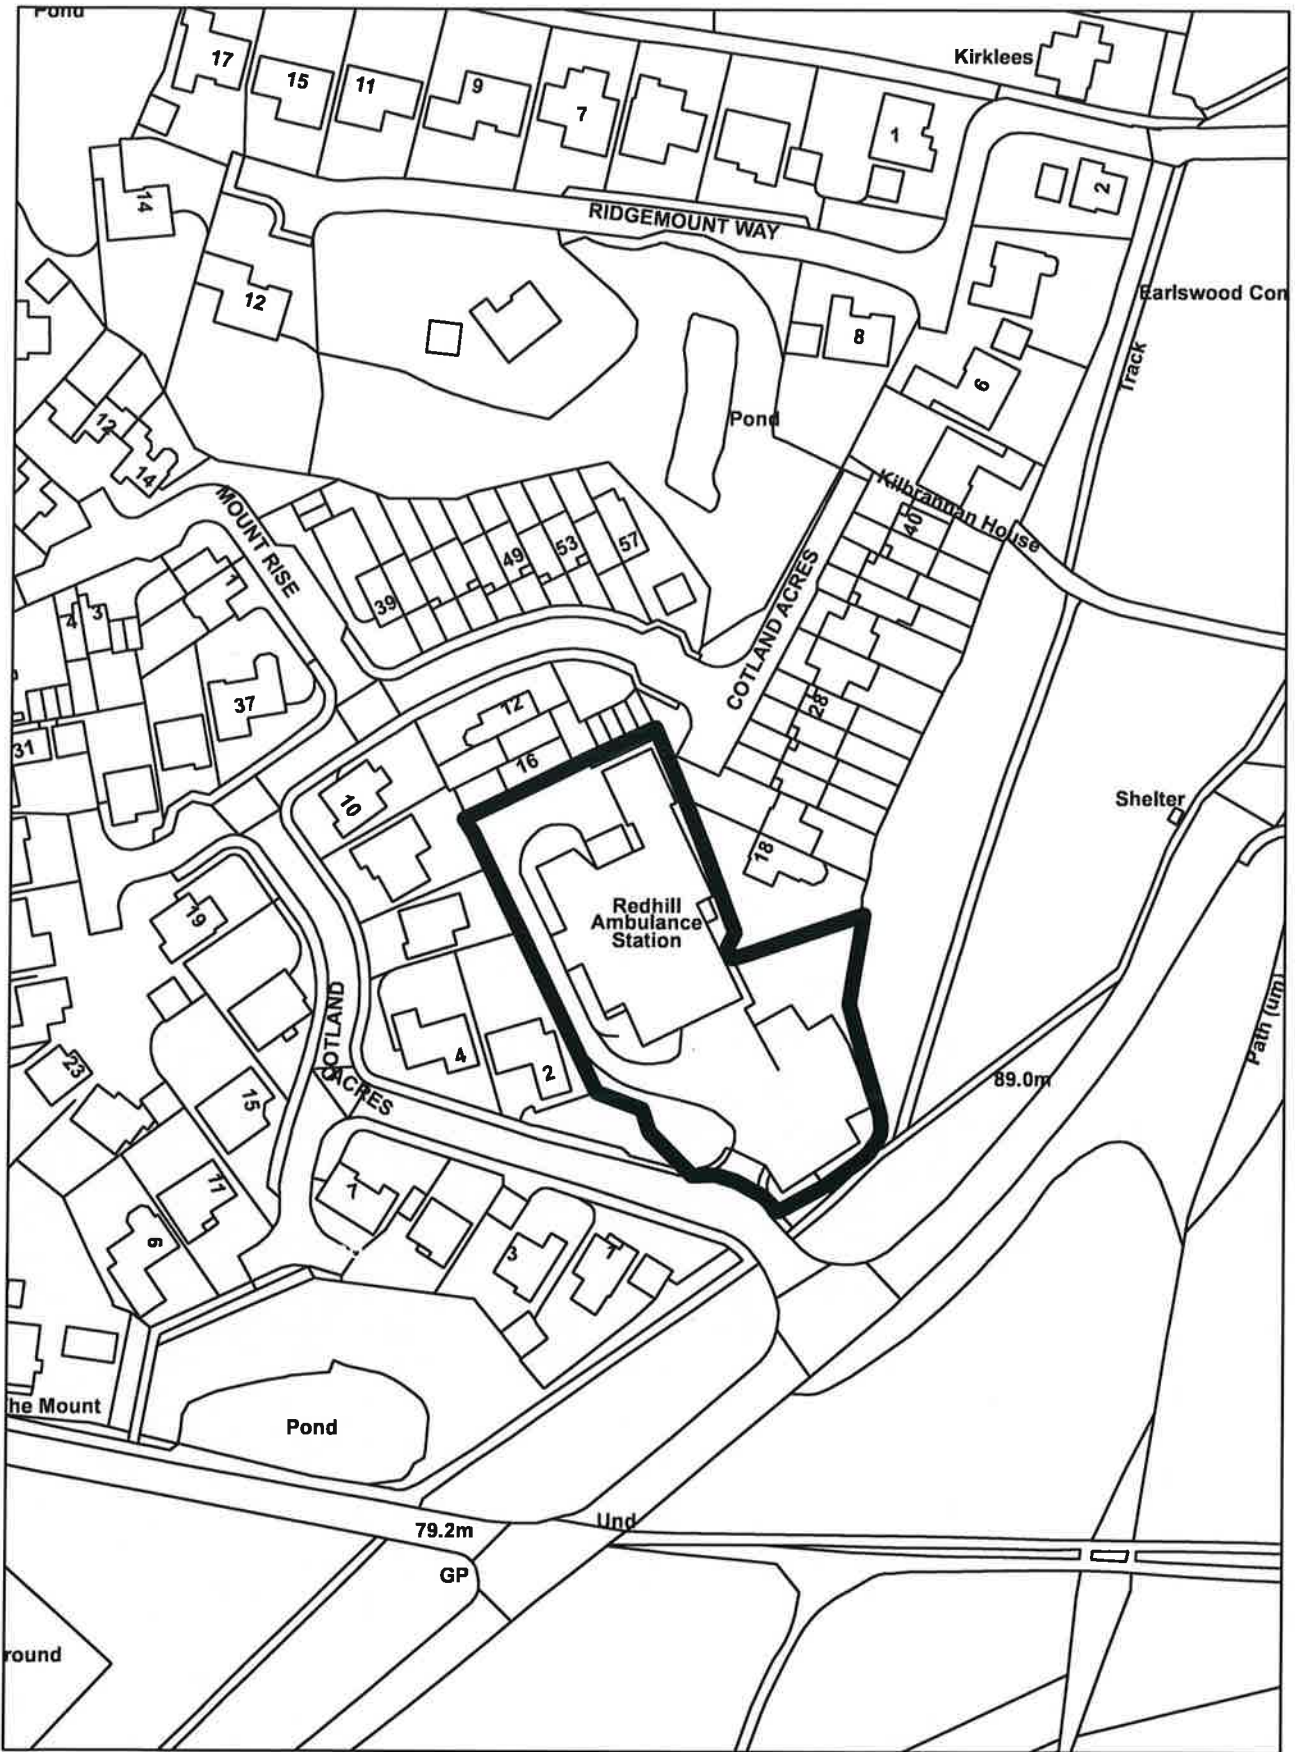 Pond
17
15
11
9
7
1
Kirklees
2
14
RIDGEMOUNT WAY
12
Earlswood Con
8
6
Track
Pond
12
14
Kilbrannan House
40
MOUNT RISE
57
53
49
39
1
3
4
COTLAND ACRES
28
37
12
16
31
10
Shelter
18
19
Redhill
Ambulance
Station
COTLAND
ACRES
4
2
Path (um)
89.0m
23
15
11
9
7
3
1
he Mount
Pond
79.2m
Und
GP
round